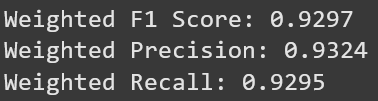 Weighted F1 Score: 0.9297
Weighted Precision: 0.9324
Weighted Recall: 0.9295